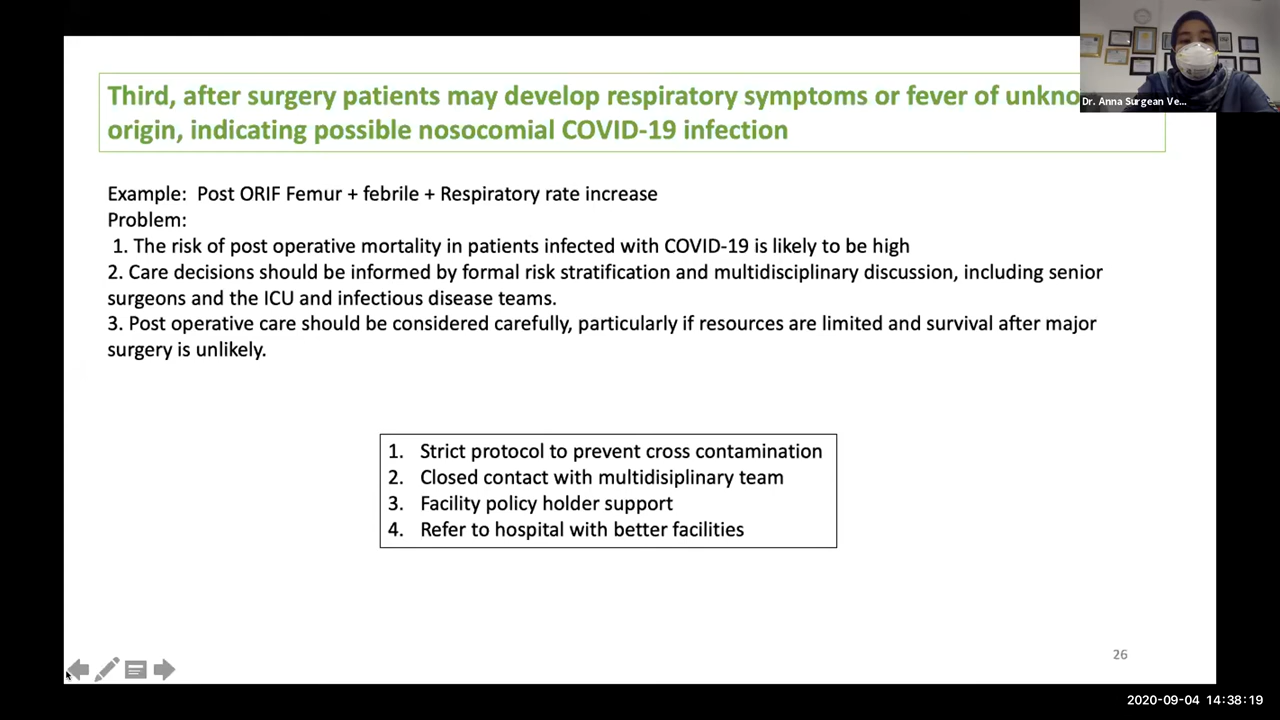 Third, after surgery patients may develop respiratory symptoms or fever of
origin, indicating possible nosocomial COVID-19 infection
Dr. Anna Surgean Ve...
Example: Post ORIF Femur + febrile + Respiratory rate increase
Problem:
1. The risk of post operative mortality in patients infected with COVID-19 is likely to be high
2. Care decisions should be informed by formal risk stratification and multidisciplinary discussion, including senior
surgeons and the ICU and infectious disease teams.
3. Post operative care should be considered carefully, particularly if resources are limited and survival after major
surgery is unlikely.
1. Strict protocol to prevent cross contamination
2. Closed contact with multidisiplinary team
3. Facility policy holder support
4. Refer to hospital with better facilities
26
2020-09-04 14:38:19